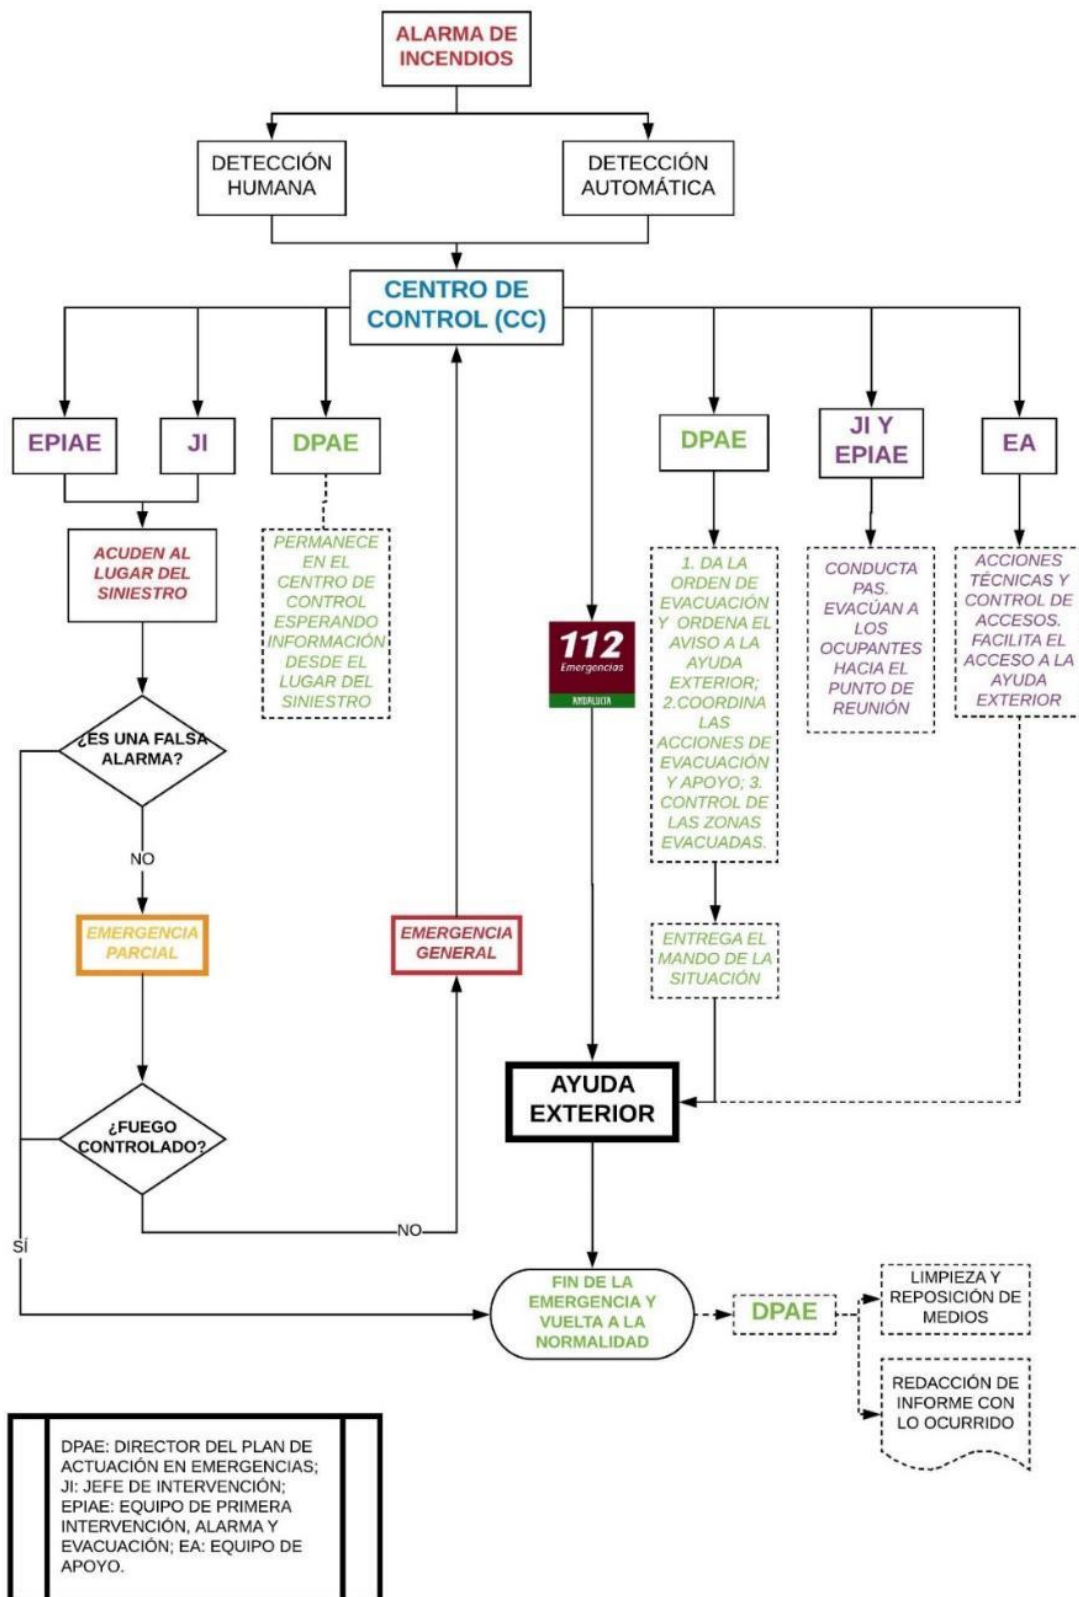 ALARMA DE
INCENDIOS
DETECCIÓN
HUMANA
DETECCIÓN
AUTOMÁTICA
CENTRO DE
CONTROL (CC)
EPIAE
JI
DPAE
DPAE
JI Y
EPIAE
EA
ACUDEN AL
LUGAR DEL
SINIESTRO
PERMANECE
EN EL
CENTRO DE
CONTROL
ESPERANDO
INFORMACIÓN
DESDE EL
LUGAR DEL
SINIESTRO
112
Emergencias
ANDALUCIA
1. DA LA
ORDEN DE
EVACUACIÓN
Y ORDENA EL
AVISO A LA
AYUDA
EXTERIOR;
2.COORDINA
LAS
ACCIONES DE
EVACUACIÓN
Y APOYO; 3.
CONTROL DE
LAS ZONAS
EVACUADAS.
CONDUCTA
PAS.
EVACÚAN A
LOS
OCUPANTES
HACIA EL
PUNTO DE
REUNIÓN
ACCIONES
TÉCNICAS Y
CONTROL DE
ACCESOS.
FACILITA EL
ACCESO A LA
AYUDA
EXTERIOR
¿ES UNA FALSA
ALARMA?
NO
EMERGENCIA
PARCIAL
EMERGENCIA
GENERAL
ENTREGA EL
MANDO DE LA
SITUACIÓN
AYUDA
EXTERIOR
¿FUEGO
CONTROLADO?
NO
SÍ
FIN DE LA
EMERGENCIA Y
VUELTA A LA
NORMALIDAD
DPAE
LIMPIEZA Y
REPOSICIÓN DE
MEDIOS
REDACCIÓN DE
INFORME CON
LO OCURRIDO
DPAE: DIRECTOR DEL PLAN DE
ACTUACIÓN EN EMERGENCIAS;
JI: JEFE DE INTERVENCIÓN;
EPIAE: EQUIPO DE PRIMERA
INTERVENCIÓN, ALARMA Y
EVACUACIÓN; EA: EQUIPO DE
APOYO.